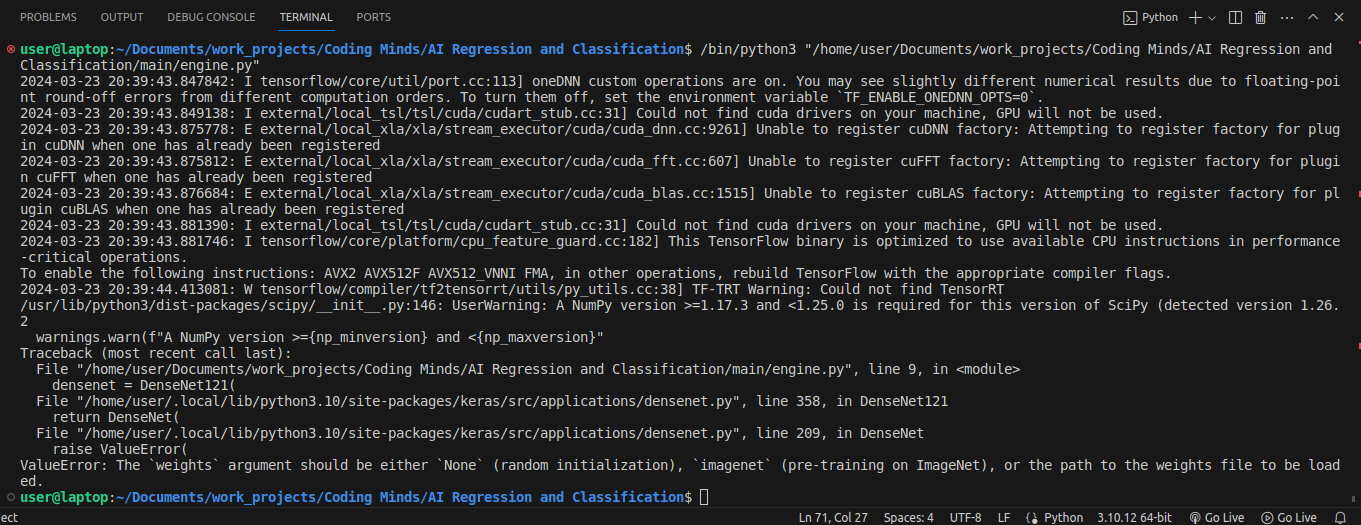 PROBLEMS OUTPUT DEBUG CONSOLE TERMINAL PORTS Python
user@laptop:~/Documents/work_projects/Coding Minds/AI Regression and Classification$ /bin/python3 "/home/user/Documents/work_projects/Coding Minds/AI Regression and
Classification/main/engine.py"
2024-03-23 20:39:43.847842: I tensorflow/core/util/port.cc:113] oneDNN custom operations are on. You may see slightly different numerical results due to floating-poi
nt round-off errors from different computation orders. To turn them off, set the environment variable `TF_ENABLE_ONEDNN_OPTS=0`.
2024-03-23 20:39:43.849138: I external/local_tsl/tsl/cuda/cudart_stub.cc:31] Could not find cuda drivers on your machine, GPU will not be used.
2024-03-23 20:39:43.875778: E external/local_xla/xla/stream_executor/cuda/cuda_dnn.cc:9261] Unable to register cuDNN factory: Attempting to register factory for plug
in cuDNN when one has already been registered
2024-03-23 20:39:43.875812: E external/local_xla/xla/stream_executor/cuda/cuda_fft.cc:607] Unable to register cuFFT factory: Attempting to register factory for plugi
n cuFFT when one has already been registered
2024-03-23 20:39:43.876684: E external/local_xla/xla/stream_executor/cuda/cuda_blas.cc:1515] Unable to register cuBLAS factory: Attempting to register factory for pl
ugin cuBLAS when one has already been registered
2024-03-23 20:39:43.881390: I external/local_tsl/tsl/cuda/cudart_stub.cc:31] Could not find cuda drivers on your machine, GPU will not be used.
2024-03-23 20:39:43.881746: I tensorflow/core/platform/cpu_feature_guard.cc:182] This TensorFlow binary is optimized to use available CPU instructions in performance
-critical operations.
To enable the following instructions: AVX2 AVX512F AVX512_VNNI FMA, in other operations, rebuild TensorFlow with the appropriate compiler flags.
2024-03-23 20:39:44.413081: W tensorflow/compiler/tf2tensorrt/utils/py_utils.cc:38] TF-TRT Warning: Could not find TensorRT
/usr/lib/python3/dist-packages/scipy/__init__.py:146: UserWarning: A NumPy version >=1.17.3 and <1.25.0 is required for this version of SciPy (detected version 1.26.
2
  warnings.warn(f"A NumPy version >={np_minversion} and <{np_maxversion}"
Traceback (most recent call last):
  File "/home/user/Documents/work_projects/Coding Minds/AI Regression and Classification/main/engine.py", line 9, in <module>
    densenet = DenseNet121(
  File "/home/user/.local/lib/python3.10/site-packages/keras/src/applications/densenet.py", line 358, in DenseNet121
    return DenseNet(
  File "/home/user/.local/lib/python3.10/site-packages/keras/src/applications/densenet.py", line 209, in DenseNet
    raise ValueError(
ValueError: The `weights` argument should be either `None` (random initialization), `imagenet` (pre-training on ImageNet), or the path to the weights file to be load
ed.
user@laptop:~/Documents/work_projects/Coding Minds/AI Regression and Classification$
ect Ln 71, Col 27 Spaces: 4 UTF-8 LF Python 3.10.12 64-bit Go Live Go Live